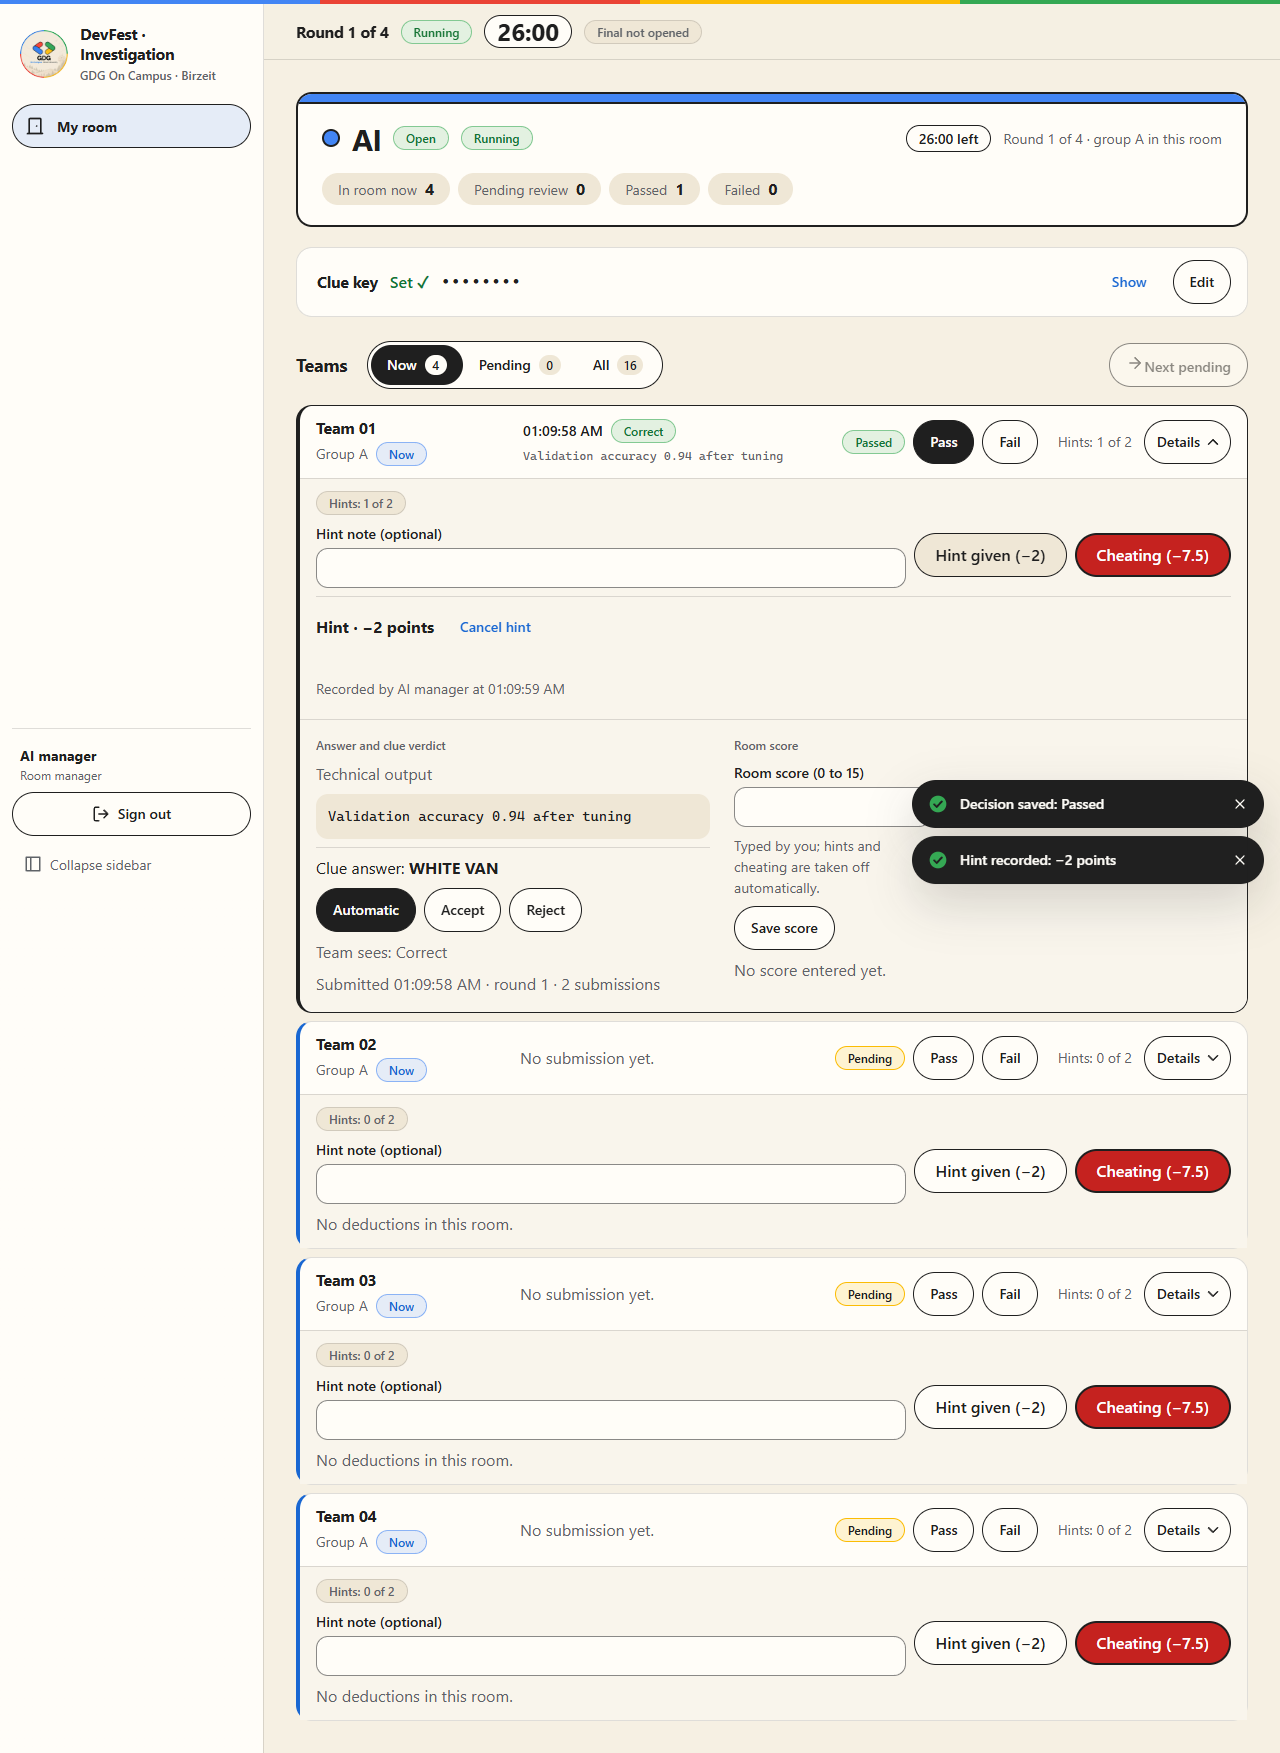 DevFest ·
Investigation
GDG On Campus · Birzeit
GDG
My room
AI manager
Room manager
Sign out
Collapse sidebar
Round 1 of 4 Running 26:00 Final not opened
AI Open Running 26:00 left Round 1 of 4 · group A in this room
In room now 4 Pending review 0 Passed 1 Failed 0
Clue key Set ✓ •••••••• Show Edit
Teams Now 4 Pending 0 All 16 Next pending
Team 01
Group A Now
01:09:58 AM Correct
Validation accuracy 0.94 after tuning
Passed Pass Fail Hints: 1 of 2 Details
Hints: 1 of 2
Hint note (optional)
Hint given (−2) Cheating (−7.5)
Hint · −2 points Cancel hint
Recorded by AI manager at 01:09:59 AM
Answer and clue verdict
Technical output
Validation accuracy 0.94 after tuning
Clue answer: WHITE VAN
Automatic Accept Reject
Team sees: Correct
Submitted 01:09:58 AM · round 1 · 2 submissions
Room score
Room score (0 to 15)
Typed by you; hints and
cheating are taken off
automatically.
Save score
No score entered yet.
Decision saved: Passed
Hint recorded: −2 points
Team 02
Group A Now
No submission yet.
Pending Pass Fail Hints: 0 of 2 Details
Hints: 0 of 2
Hint note (optional)
Hint given (−2) Cheating (−7.5)
No deductions in this room.
Team 03
Group A Now
No submission yet.
Pending Pass Fail Hints: 0 of 2 Details
Hints: 0 of 2
Hint note (optional)
Hint given (−2) Cheating (−7.5)
No deductions in this room.
Team 04
Group A Now
No submission yet.
Pending Pass Fail Hints: 0 of 2 Details
Hints: 0 of 2
Hint note (optional)
Hint given (−2) Cheating (−7.5)
No deductions in this room.